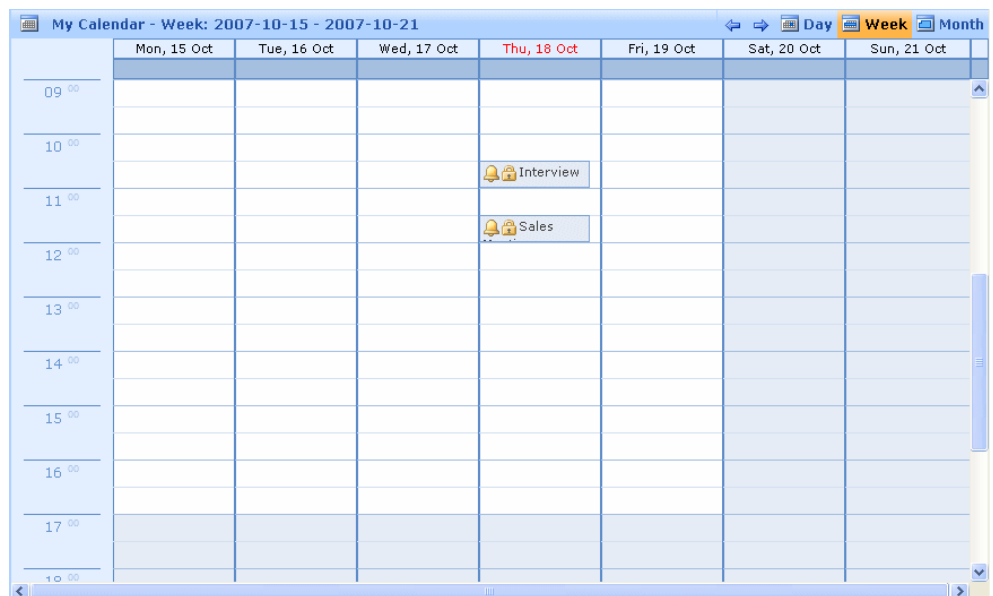 My Calendar - Week: 2007-10-15 - 2007-10-21 Day Week Month
Mon, 15 Oct Tue, 16 Oct Wed, 17 Oct Thu, 18 Oct Fri, 19 Oct Sat, 20 Oct Sun, 21 Oct
09 00
10 00
Interview
11 00
Sales
12 00
13 00
14 00
15 00
16 00
17 00